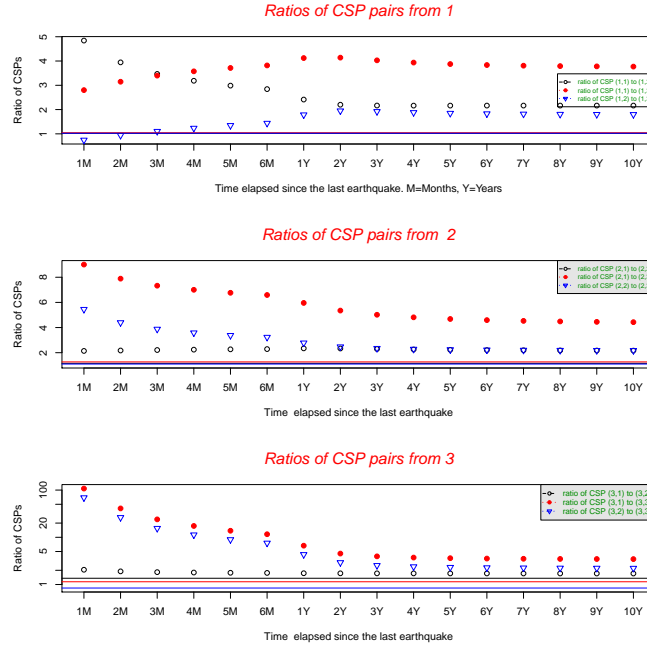 Ratios of CSP pairs from 1
Ratio of CSPs
5
4
3
2
1
ratio of CSP (1,1) to (1,
ratio of CSP (1,1) to (1,
ratio of CSP (1,2) to (1,
1M 2M 3M 4M 5M 6M 1Y 2Y 3Y 4Y 5Y 6Y 7Y 8Y 9Y 10Y
Time elapsed since the last earthquake. M=Months, Y=Years
Ratios of CSP pairs from 2
Ratio of CSPs
8
6
4
2
ratio of CSP (2,1) to (2,
ratio of CSP (2,1) to (2,
ratio of CSP (2,2) to (2,
1M 2M 3M 4M 5M 6M 1Y 2Y 3Y 4Y 5Y 6Y 7Y 8Y 9Y 10Y
Time elapsed since the last earthquake
Ratios of CSP pairs from 3
Ratio of CSPs
100
20
5
1
ratio of CSP (3,1) to (3,2
ratio of CSP (3,1) to (3,3
ratio of CSP (3,2) to (3,3
1M 2M 3M 4M 5M 6M 1Y 2Y 3Y 4Y 5Y 6Y 7Y 8Y 9Y 10Y
Time elapsed since the last earthquake